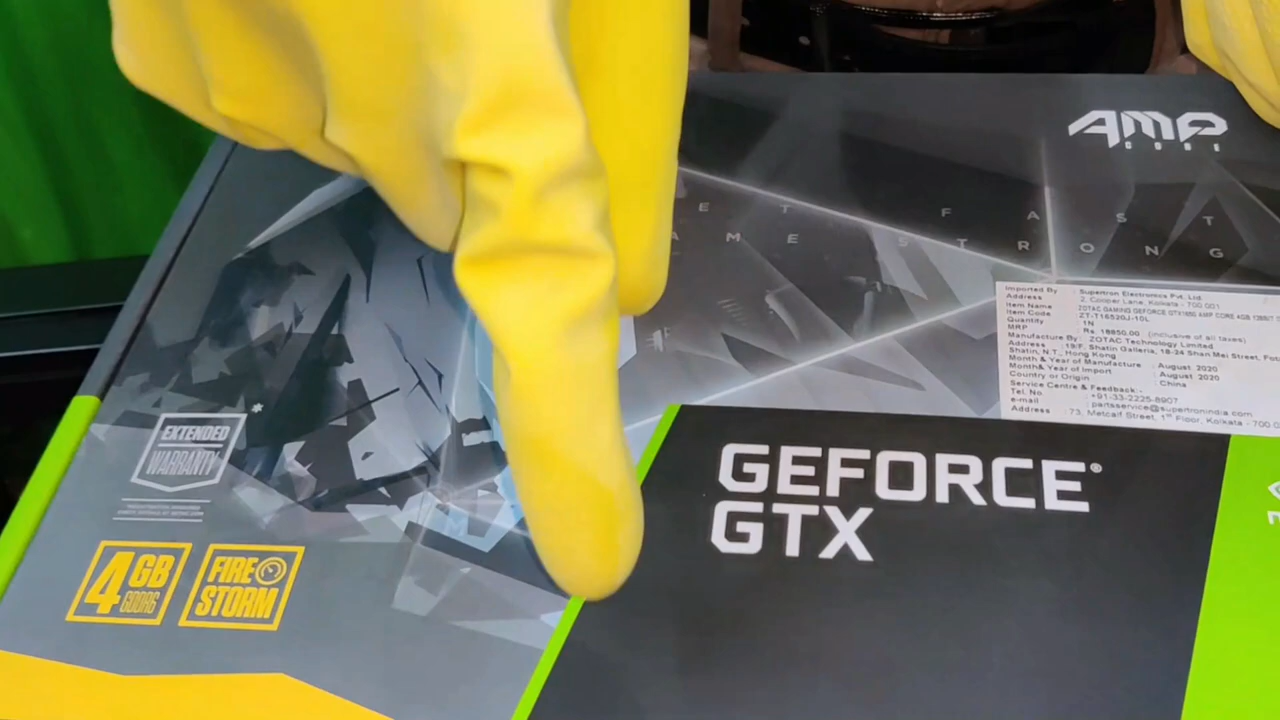 AMP
CORE
ET FAST
AME STRONG
Imported By : Supertron Electronics Pvt. Ltd.
Address : 2, Cooper Lane, Kolkata - 700 001
Item Name : ZOTAC GAMING GEFORCE GTX1650 AMP CORE 4GB 128BIT
Item Code : ZT-T16520J-10L
Quantity : 1N
MRP : Rs. 18850.00 (inclusive of all taxes)
Manufacture By : ZOTAC Technology Limited
Address : 19/F, Shatin Galleria, 18-24 Shan Mei Street, Fot
Shatin, N.T., Hong Kong
Month & Year of Manufacture : August 2020
Month& Year of Import : August 2020
Country or Origin : China
Service Centre & Feedback:-
Tel. No. : +91-33-2225-8907
e-mail : partsservice@supertronindia.com
Address : 73, Metcalf Street, 1st Floor, Kolkata - 700.0
EXTENDED*
WARRANTY
GEFORCE®
GTX
4GB
GDDR6
FIRE
STORM